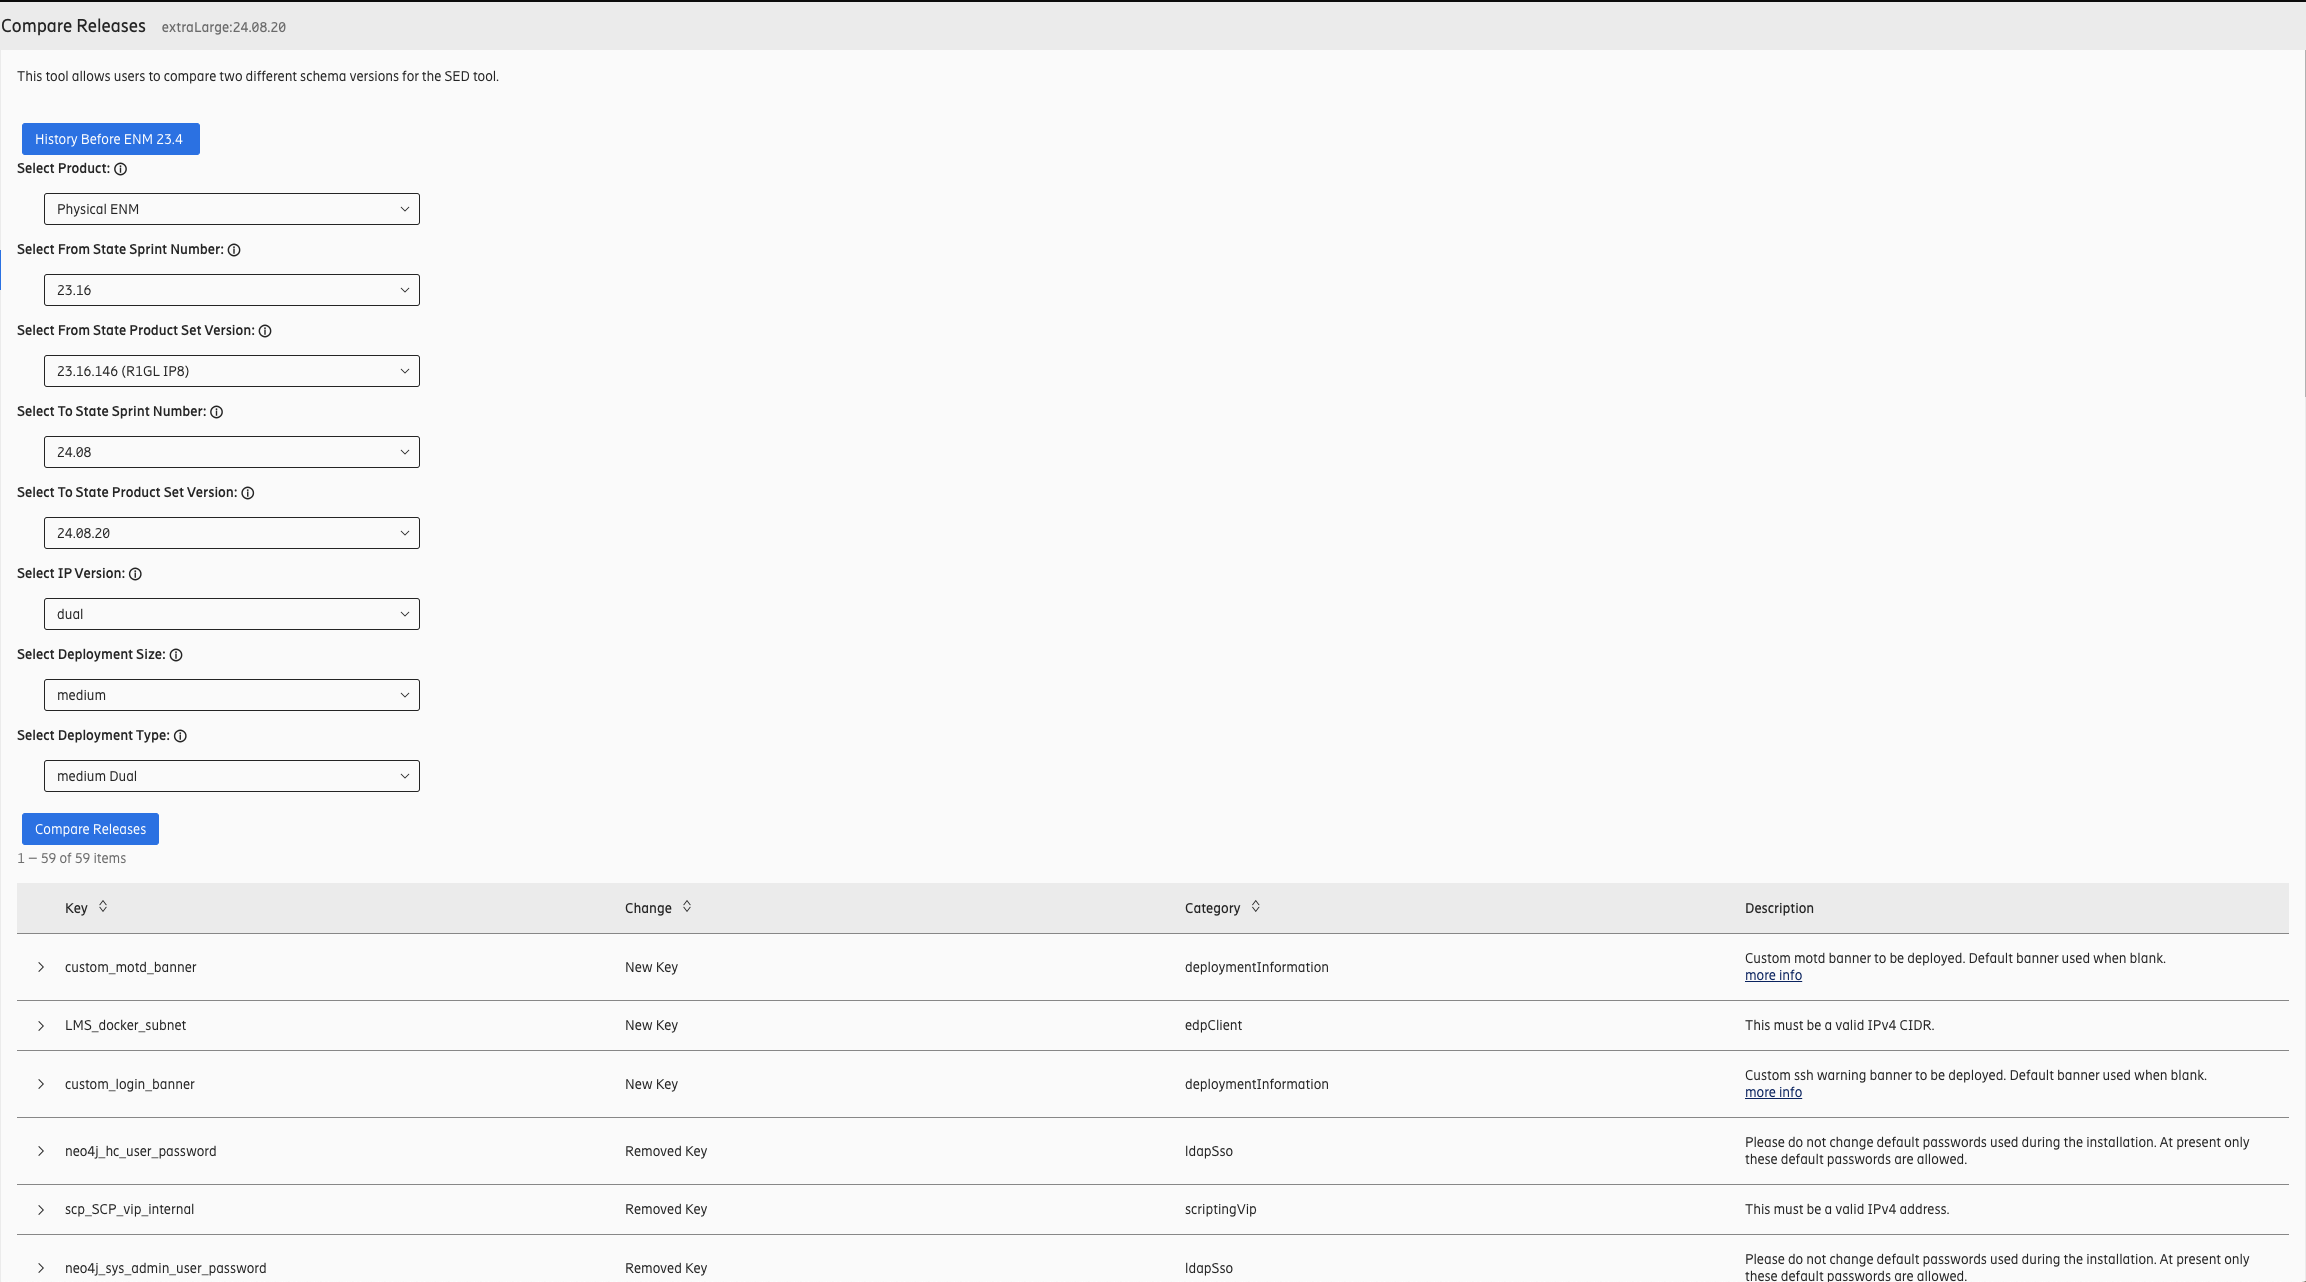 Compare Releases extraLarge:24.08.20
This tool allows users to compare two different schema versions for the SED tool.
History Before ENM 23.4
Select Product:
Physical ENM
Select From State Sprint Number:
23.16
Select From State Product Set Version:
23.16.146 (R1GL IP8)
Select To State Sprint Number:
24.08
Select To State Product Set Version:
24.08.20
Select IP Version:
dual
Select Deployment Size:
medium
Select Deployment Type:
medium Dual
Compare Releases
1 – 59 of 59 items
Key Change Category Description
custom_motd_banner New Key deploymentInformation Custom motd banner to be deployed. Default banner used when blank.
more info
LMS_docker_subnet New Key edpClient This must be a valid IPv4 CIDR.
custom_login_banner New Key deploymentInformation Custom ssh warning banner to be deployed. Default banner used when blank.
more info
neo4j_hc_user_password Removed Key ldapSso Please do not change default passwords used during the installation. At present only
these default passwords are allowed.
scp_SCP_vip_internal Removed Key scriptingVip This must be a valid IPv4 address.
neo4j_sys_admin_user_password Removed Key ldapSso Please do not change default passwords used during the installation. At present only
these default passwords are allowed.